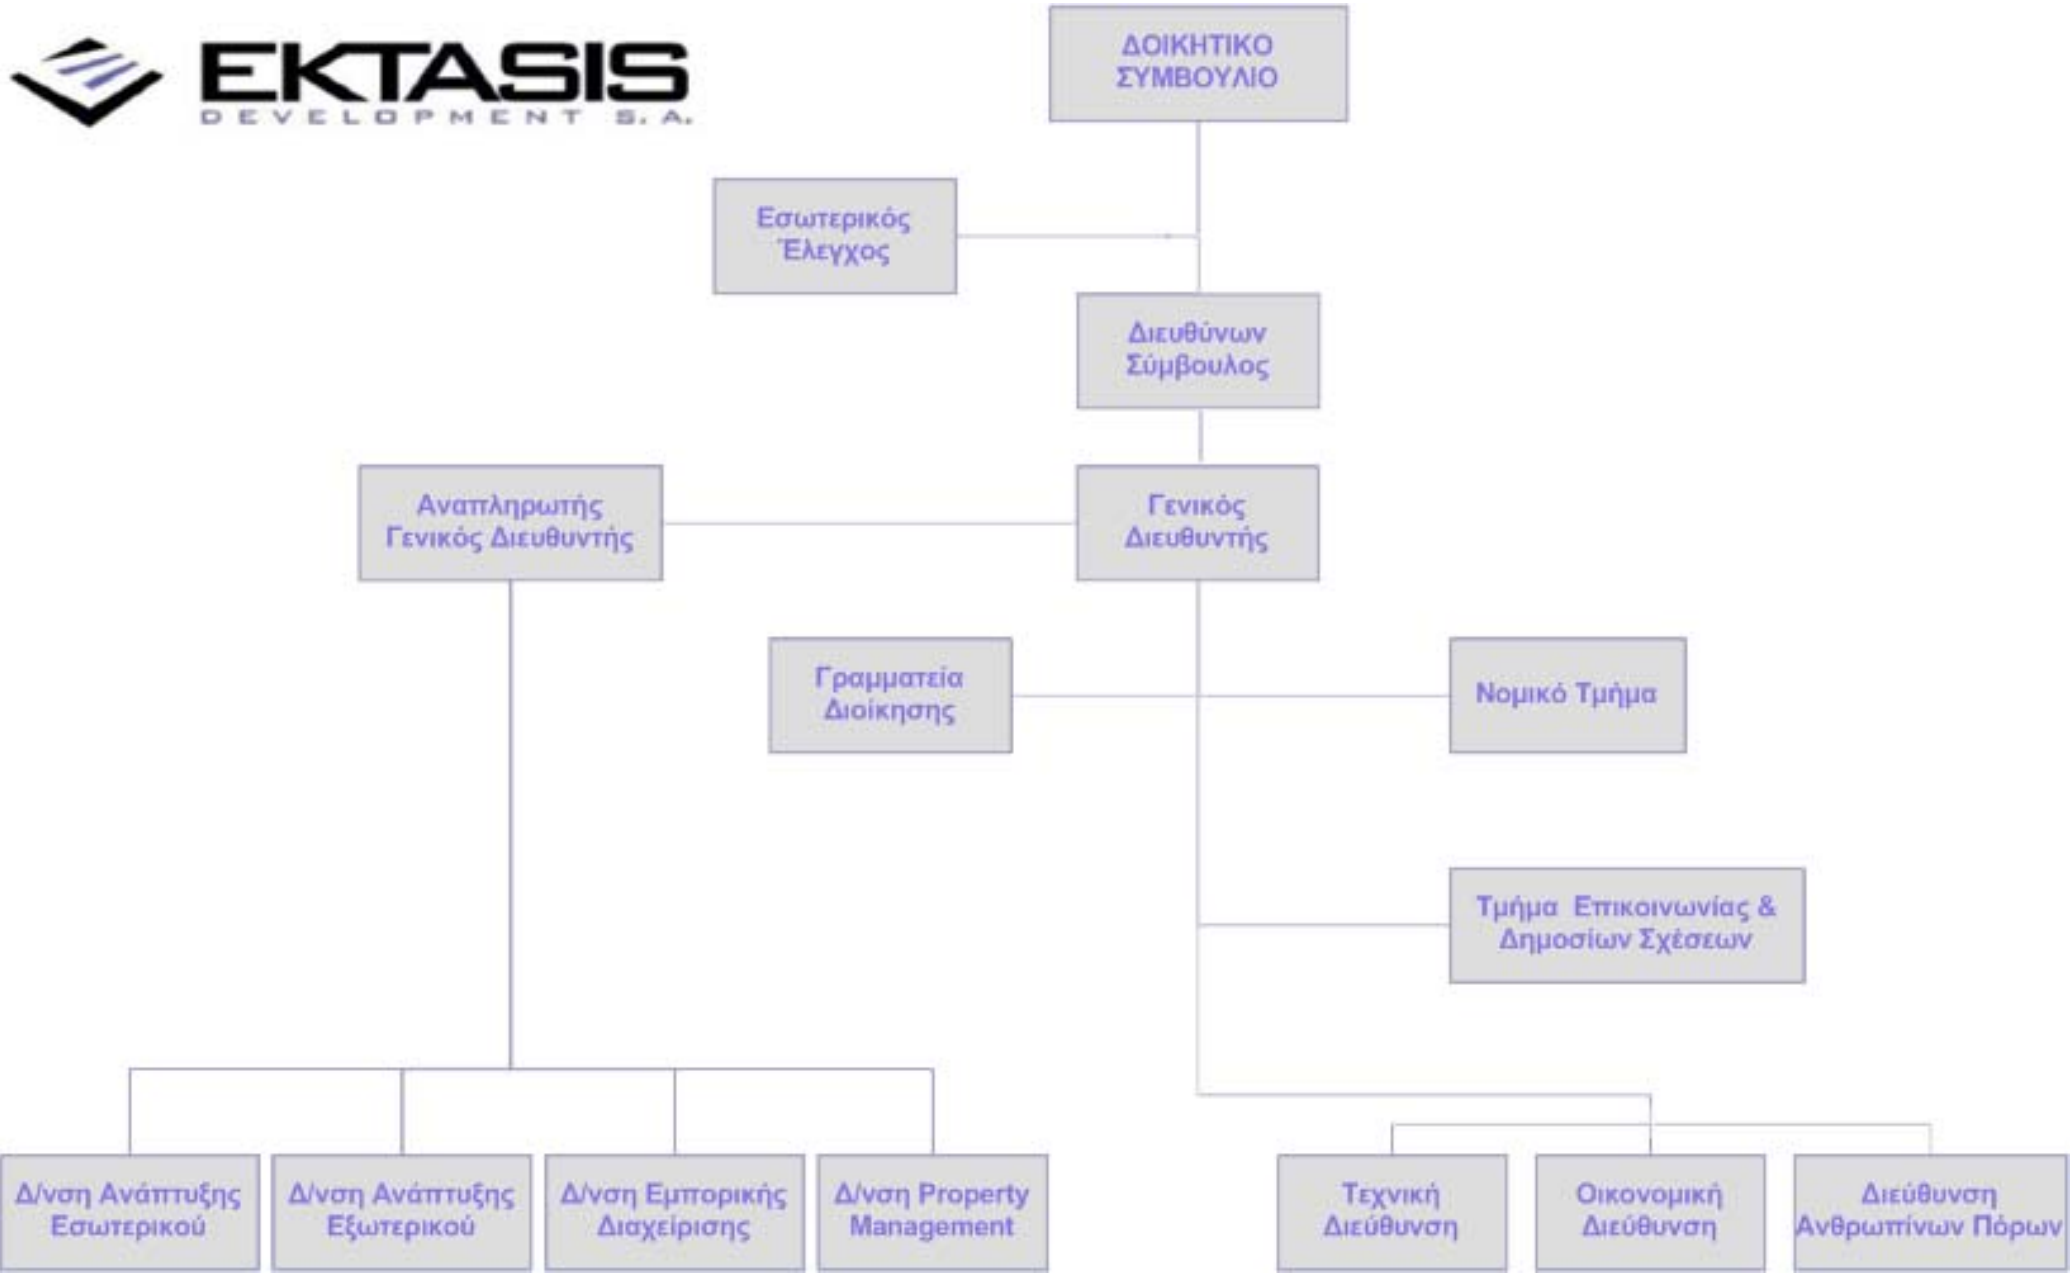 EKTASIS
DEVELOPMENT S.A.
ΔΟΙΚΗΤΙΚΟ
ΣΥΜΒΟΥΛΙΟ
Εσωτερικός
Έλεγχος
Διευθύνων
Σύμβουλος
Αναπληρωτής
Γενικός Διευθυντής
Γενικός
Διευθυντής
Γραμματεία
Διοίκησης
Νομικό Τμήμα
Τμήμα Επικοινωνίας &
Δημοσίων Σχέσεων
Δ/νση Ανάπτυξης
Εσωτερικού
Δ/νση Ανάπτυξης
Εξωτερικού
Δ/νση Εμπορικής
Διαχείρισης
Δ/νση Property
Management
Τεχνική
Διεύθυνση
Οικονομική
Διεύθυνση
Διεύθυνση
Ανθρωπίνων Πόρων